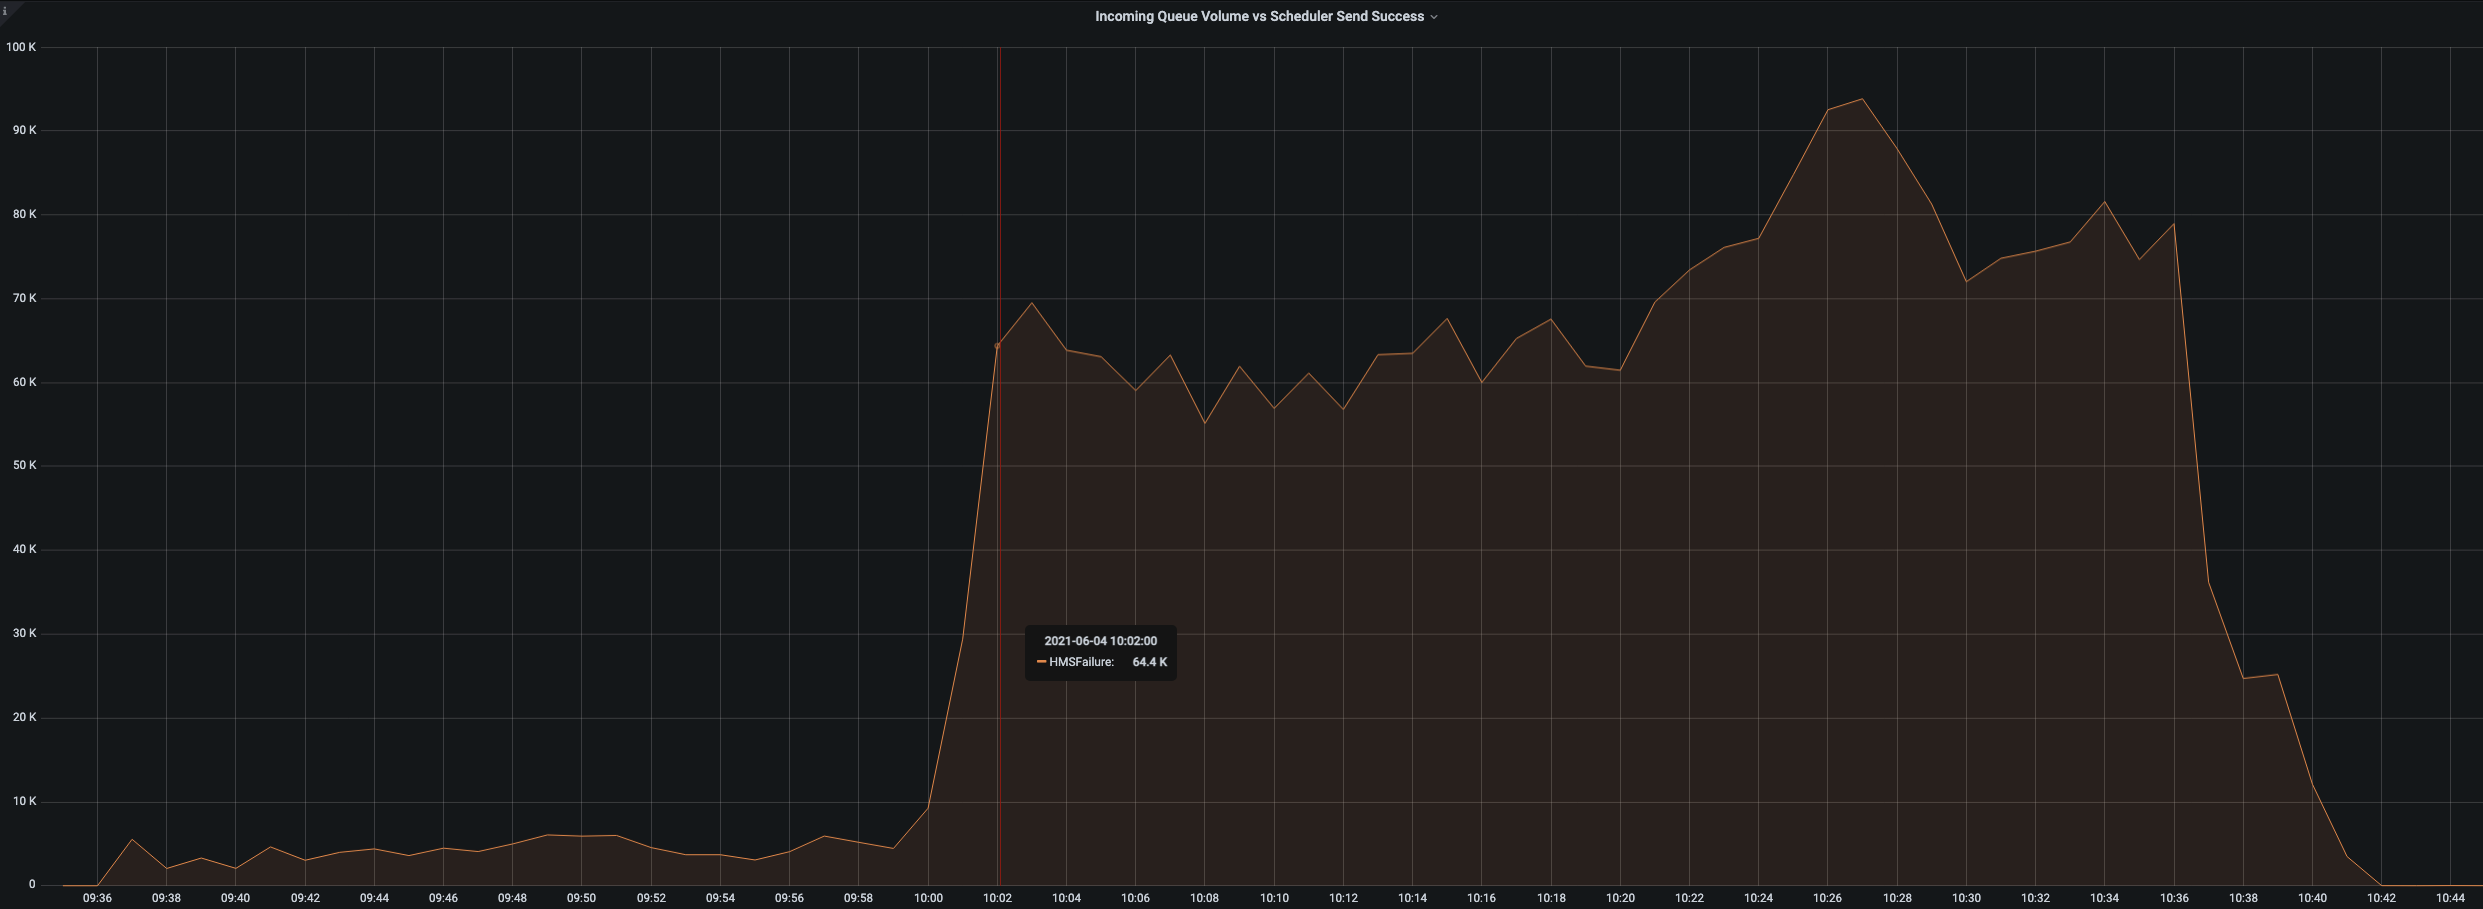 i
Incoming Queue Volume vs Scheduler Send Success
100 K
90 K
80 K
70 K
60 K
50 K
40 K
30 K
20 K
10 K
0
2021-06-04 10:02:00
HMSFailure: 64.4 K
09:36 09:38 09:40 09:42 09:44 09:46 09:48 09:50 09:52 09:54 09:56 09:58 10:00 10:02 10:04 10:06 10:08 10:10 10:12 10:14 10:16 10:18 10:20 10:22 10:24 10:26 10:28 10:30 10:32 10:34 10:36 10:38 10:40 10:42 10:44